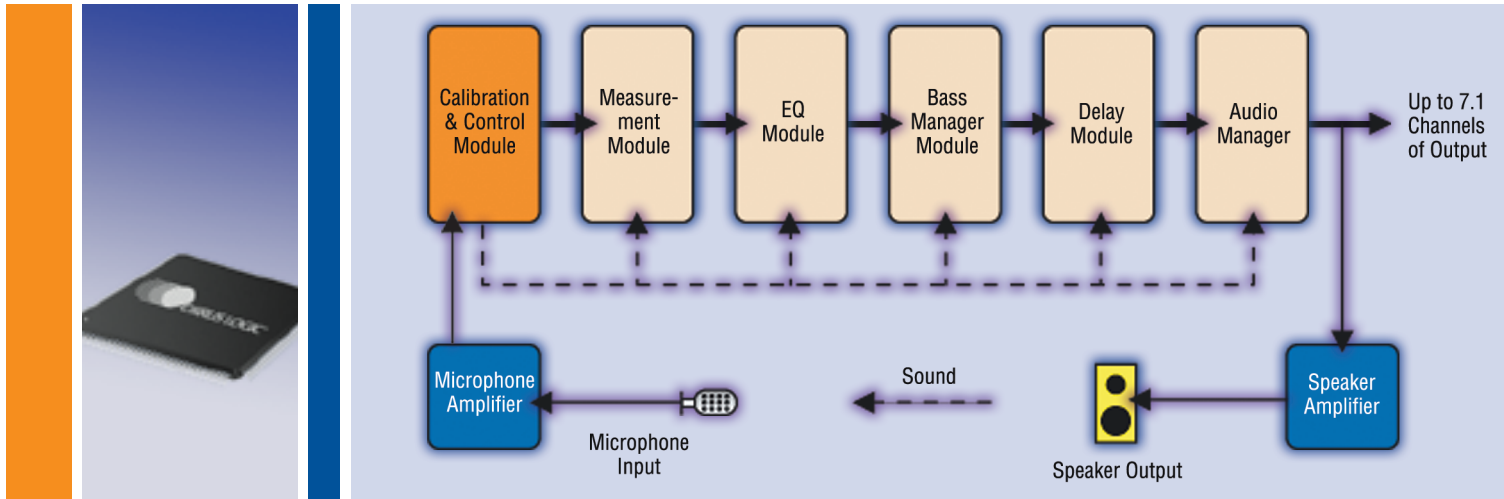 Calibration
& Control
Module
Measure-
ment
Module
EQ
Module
Bass
Manager
Module
Delay
Module
Audio
Manager
Up to 7.1
Channels
of Output
CIRRUS LOGIC
Microphone
Amplifier
Microphone
Input
Sound
Speaker Output
Speaker
Amplifier